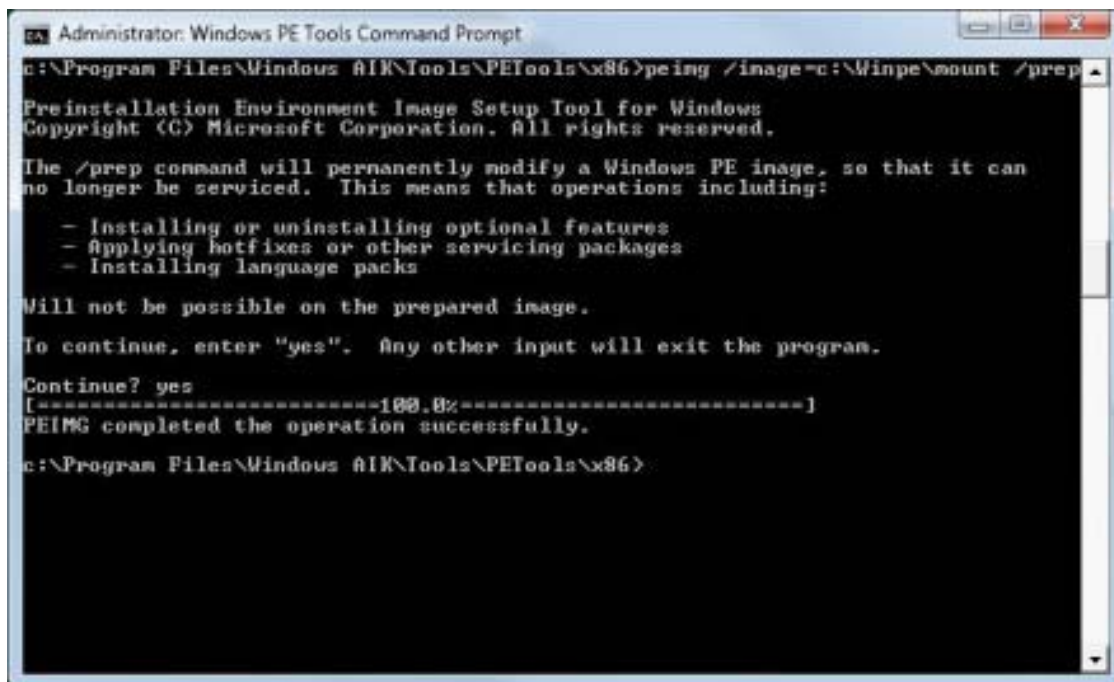 Administrator: Windows PE Tools Command Prompt
c:\Program Files\Windows AIK\Tools\PETools\x86>peimg /image=c:\Winpe\mount /prep
Preinstallation Environment Image Setup Tool for Windows
Copyright (C) Microsoft Corporation. All rights reserved.
The /prep command will permanently modify a Windows PE image, so that it can
no longer be serviced.  This means that operations including:
- Installing or uninstalling optional features
- Applying hotfixes or other servicing packages
- Installing language packs
Will not be possible on the prepared image.
To continue, enter "yes".  Any other input will exit the program.
Continue? yes
[==========================100.0%==========================]
PEIMG completed the operation successfully.
c:\Program Files\Windows AIK\Tools\PETools\x86>